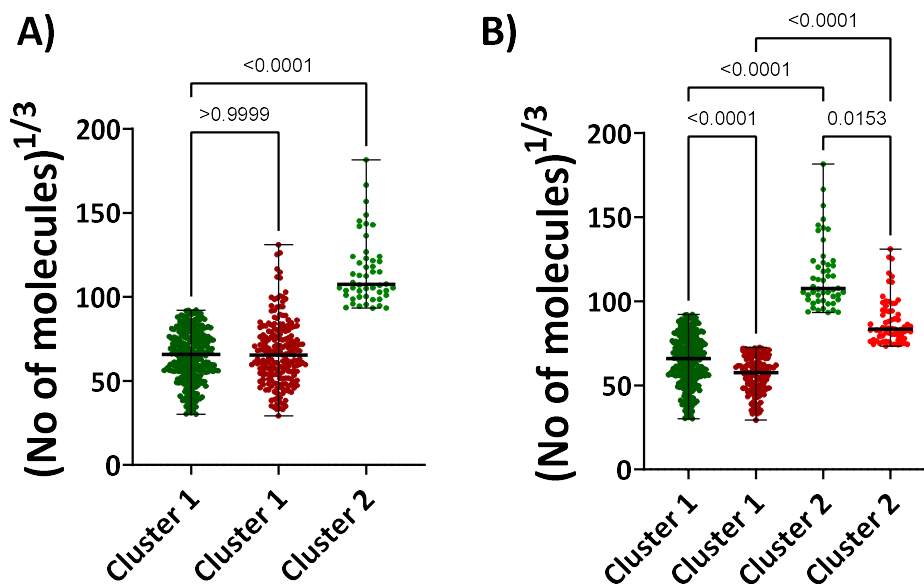 A)
<0.0001
>0.9999
(No of molecules)1/3
200
150
100
50
0
Cluster 1
Cluster 1
Cluster 2
B)
<0.0001
<0.0001
<0.0001
0.0153
(No of molecules)1/3
200
150
100
50
0
Cluster 1
Cluster 1
Cluster 2
Cluster 2